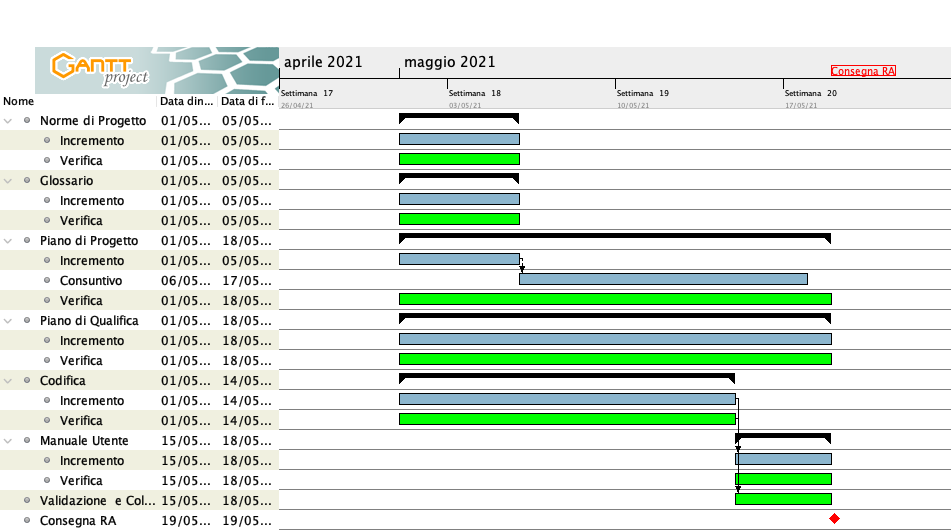 GANTT project
aprile 2021 maggio 2021
Consegna RA
Settimana 17 Settimana 18 Settimana 19 Settimana 20
26/04/21 03/05/21 10/05/21 17/05/21
Nome Data din... Data di f...
Norme di Progetto 01/05... 05/05...
Incremento 01/05... 05/05...
Verifica 01/05... 05/05...
Glossario 01/05... 05/05...
Incremento 01/05... 05/05...
Verifica 01/05... 05/05...
Piano di Progetto 01/05... 18/05...
Incremento 01/05... 05/05...
Consuntivo 06/05... 17/05...
Verifica 01/05... 18/05...
Piano di Qualifica 01/05... 18/05...
Incremento 01/05... 18/05...
Verifica 01/05... 18/05...
Codifica 01/05... 14/05...
Incremento 01/05... 14/05...
Verifica 01/05... 14/05...
Manuale Utente 15/05... 18/05...
Incremento 15/05... 18/05...
Verifica 15/05... 18/05...
Validazione e Col... 15/05... 18/05...
Consegna RA 19/05... 19/05...